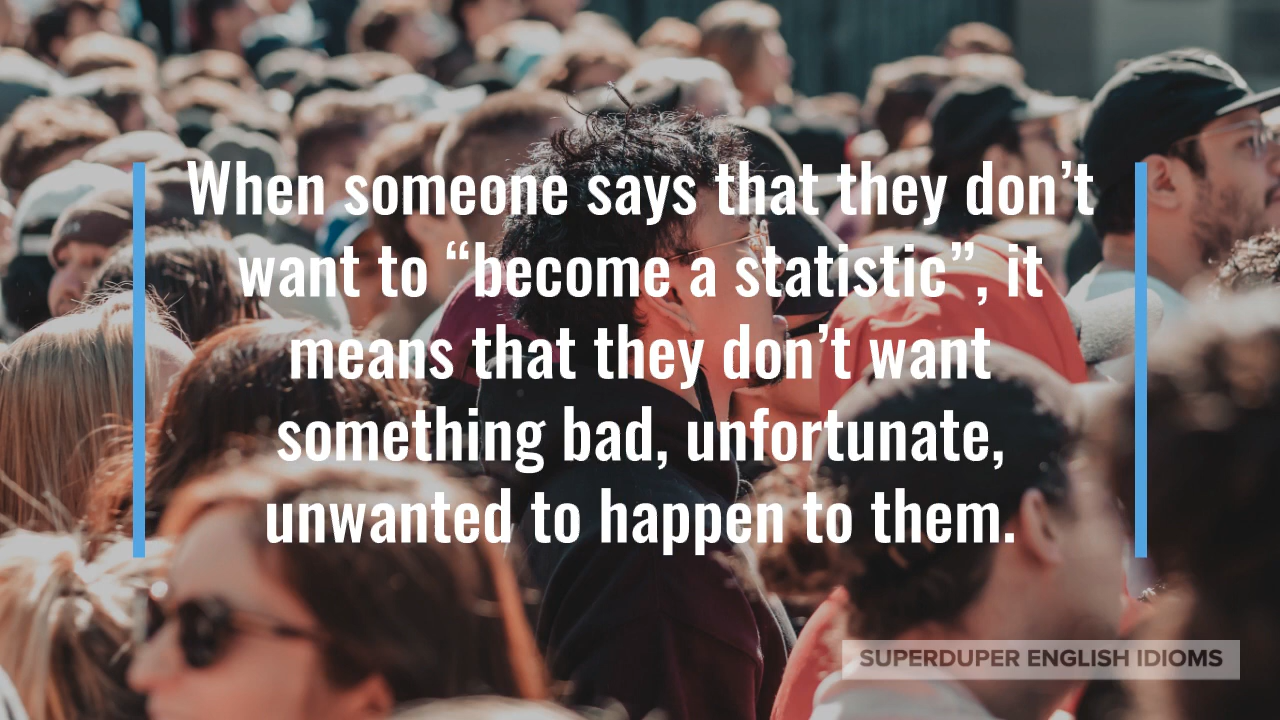 When someone says that they don’t
want to “become a statistic”, it
means that they don’t want
something bad, unfortunate,
unwanted to happen to them.
SUPERDUPER ENGLISH IDIOMS